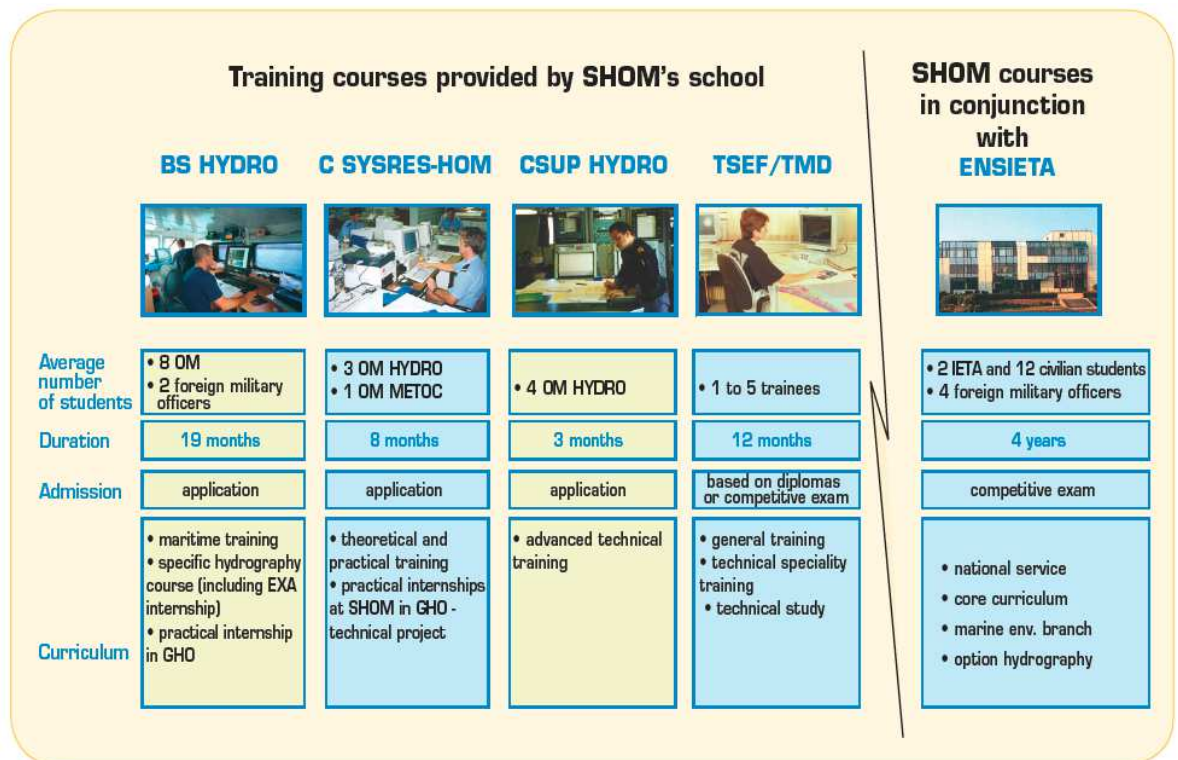 Training courses provided by SHOM's school
SHOM courses
in conjunction
with
ENSIETA
BS HYDRO
C SYSRES-HOM
CSUP HYDRO
TSEF/TMD
Average
number
of students
• 8 OM
• 2 foreign military
officers
• 3 OM HYDRO
• 1 OM METOC
• 4 OM HYDRO
• 1 to 5 trainees
• 2 IETA and 12 civilian students
• 4 foreign military officers
Duration
19 months
8 months
3 months
12 months
4 years
Admission
application
application
application
based on diplomas
or competitive exam
competitive exam
Curriculum
• maritime training
• specific hydrography
course (including EXA
internship)
• practical internship
in GHO
• theoretical and
practical training
• practical internships
at SHOM in GHO -
technical project
• advanced technical
training
• general training
• technical speciality
training
• technical study
• national service
• core curriculum
• marine env. branch
• option hydrography